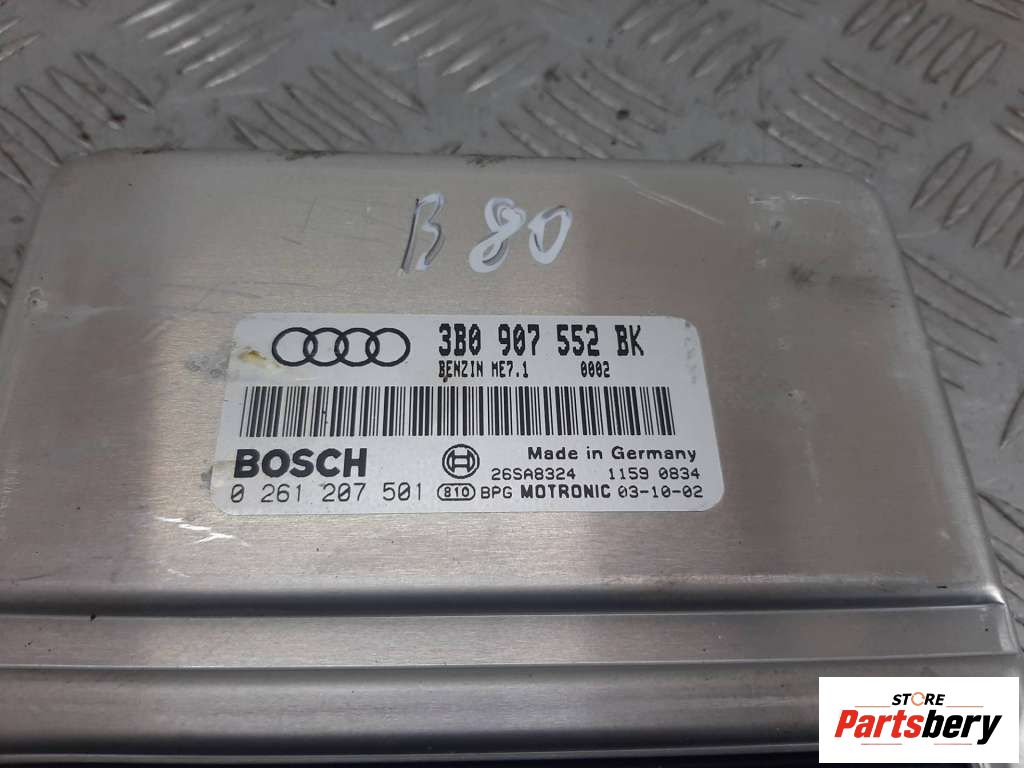 B 80
3B0 907 552 BK
BENZIN ME7.1 0002
BOSCH
Made in Germany
26SA8324 1159 0834
0 261 207 501 810 BPG MOTRONIC 03-10-02
STORE
Partsbery